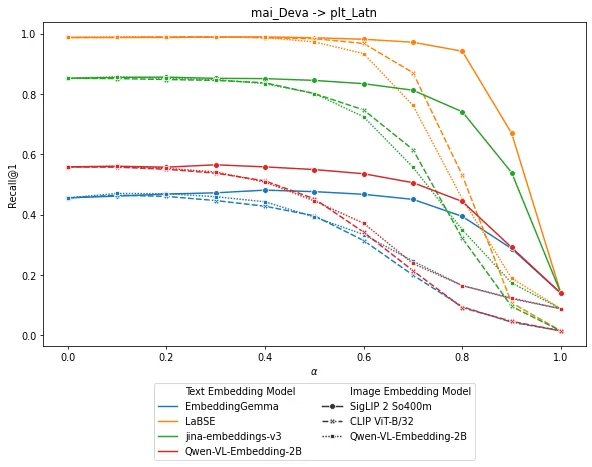 mai_Deva -> plt_Latn
Recall@1
1.0
0.8
0.6
0.4
0.2
0.0
0.0 0.2 0.4 0.6 0.8 1.0
α
Text Embedding Model
EmbeddingGemma
LaBSE
jina-embeddings-v3
Qwen-VL-Embedding-2B
Image Embedding Model
SigLIP 2 So400m
CLIP ViT-B/32
Qwen-VL-Embedding-2B